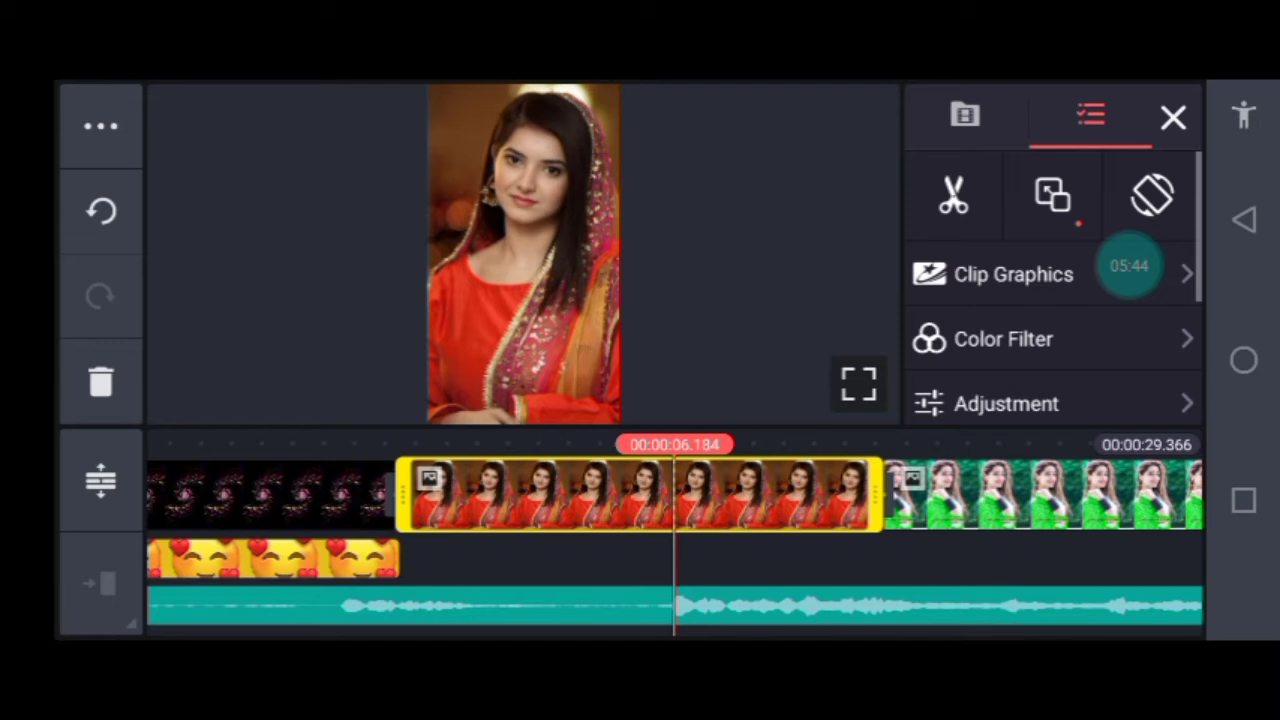 05:44
Clip Graphics
Color Filter
Adjustment
00:00:06.184
00:00:29.366